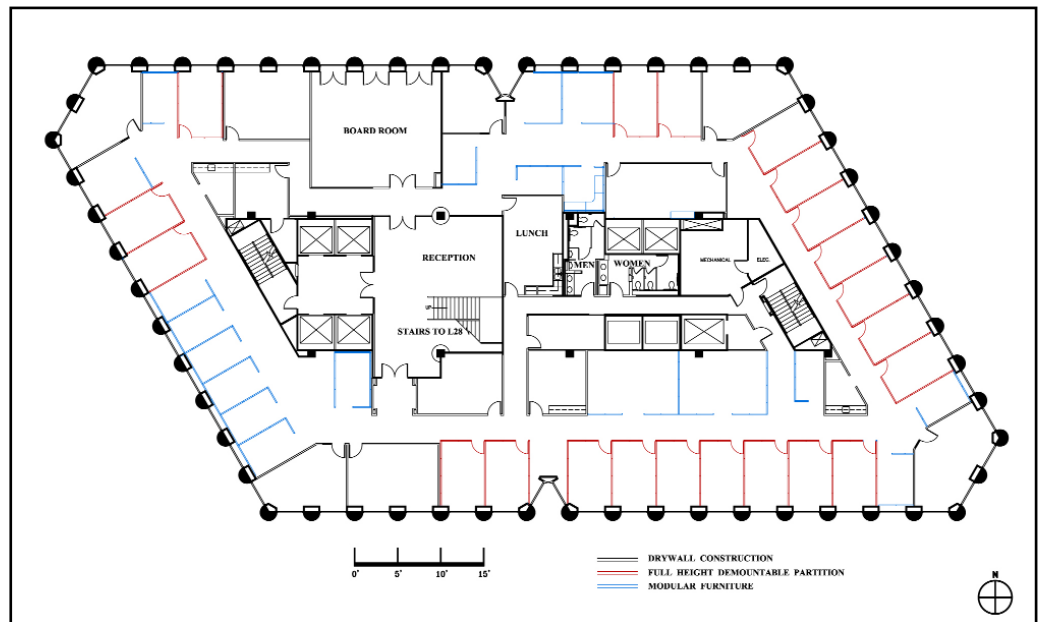 BOARD ROOM
LUNCH
RECEPTION
MEN
WOMEN
MECHANICAL
ELEC.
UP
STAIRS TO L28
0' 5' 10' 15'
DRYWALL CONSTRUCTION
FULL HEIGHT DEMOUNTABLE PARTITION
MODULAR FURNITURE
N